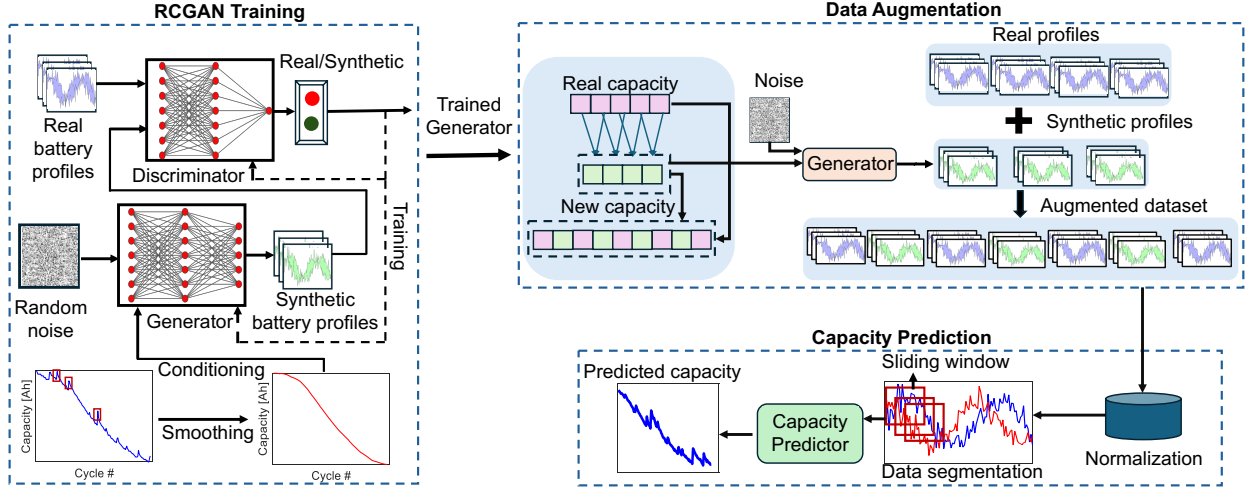 RCGAN Training
Real/Synthetic
Real
battery
profiles
Discriminator
Training
Random
noise
Generator
Synthetic
battery profiles
Conditioning
Capacity [Ah]
Smoothing
Capacity [Ah]
Cycle #
Cycle #
Trained
Generator
Data Augmentation
Real profiles
Real capacity
Noise
Synthetic profiles
Generator
New capacity
Augmented dataset
Capacity Prediction
Sliding window
Predicted capacity
Capacity
Predictor
Data segmentation
Normalization